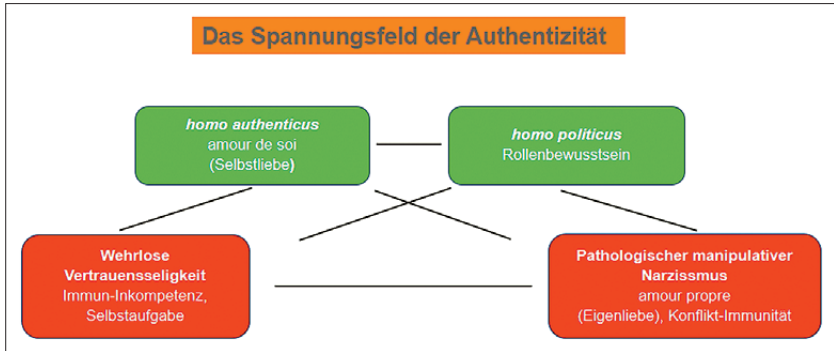 Das Spannungsfeld der Authentizität
homo authenticus
amour de soi
(Selbstliebe)
homo politicus
Rollenbewusstsein
Wehrlose
Vertrauensseligkeit
Immun-Inkompetenz,
Selbstaufgabe
Pathologischer manipulativer
Narzissmus
amour propre
(Eigenliebe), Konflikt-Immunität